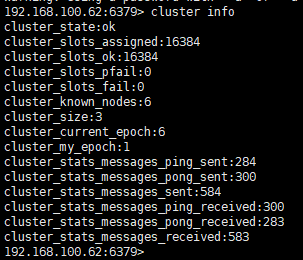 192.168.100.62:6379> cluster info
cluster_state:ok
cluster_slots_assigned:16384
cluster_slots_ok:16384
cluster_slots_pfail:0
cluster_slots_fail:0
cluster_known_nodes:6
cluster_size:3
cluster_current_epoch:6
cluster_my_epoch:1
cluster_stats_messages_ping_sent:284
cluster_stats_messages_pong_sent:300
cluster_stats_messages_sent:584
cluster_stats_messages_ping_received:300
cluster_stats_messages_pong_received:283
cluster_stats_messages_received:583
192.168.100.62:6379>